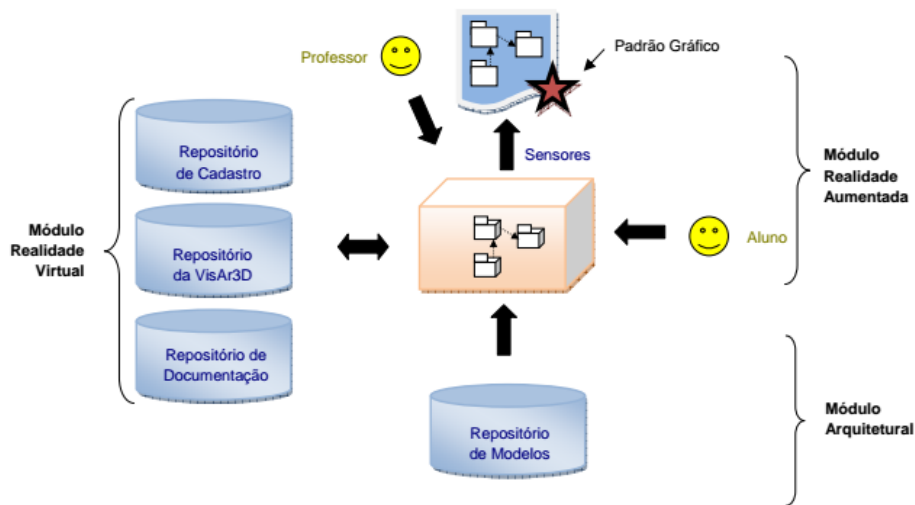 Professor
Padrão Gráfico
Sensores
Repositório
de Cadastro
Módulo
Realidade
Aumentada
Módulo
Realidade
Virtual
Repositório
da VisAr3D
Aluno
Repositório de
Documentação
Repositório
de Modelos
Módulo
Arquitetural